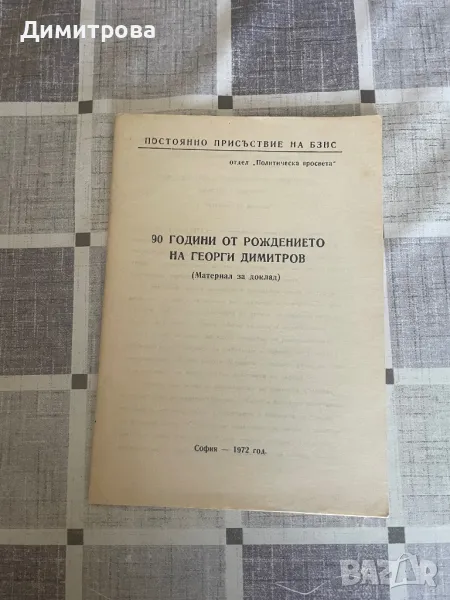 Димитрова
ПОСТОЯННО ПРИСЪСТВИЕ НА БЗНС
отдел „Политическа просвета"
90 ГОДИНИ ОТ РОЖДЕНИЕТО
НА ГЕОРГИ ДИМИТРОВ
(Материал за доклад)
София — 1972 год.
BAZAR